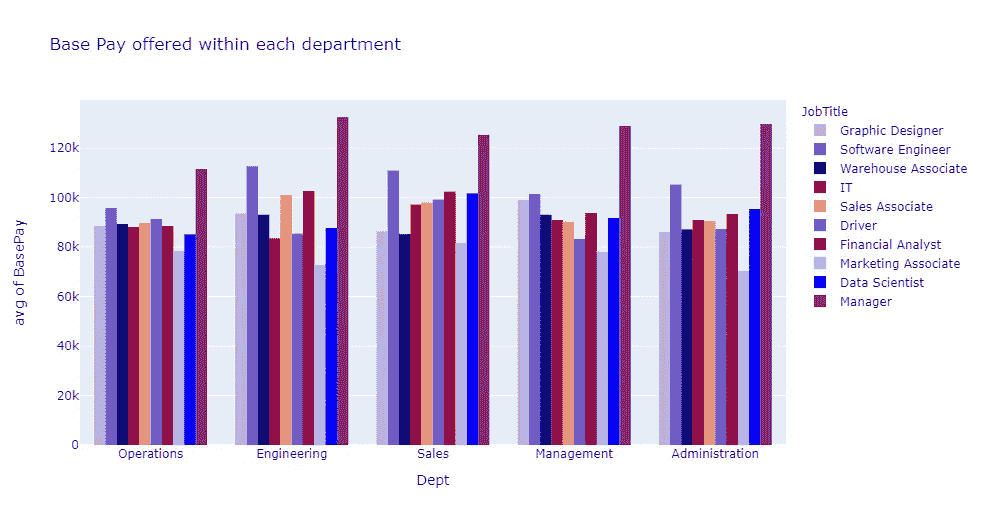 Base Pay offered within each department
JobTitle
Graphic Designer
Software Engineer
Warehouse Associate
IT
Sales Associate
Driver
Financial Analyst
Marketing Associate
Data Scientist
Manager
avg of BasePay
120k
100k
80k
60k
40k
20k
0
Operations Engineering Sales Management Administration
Dept